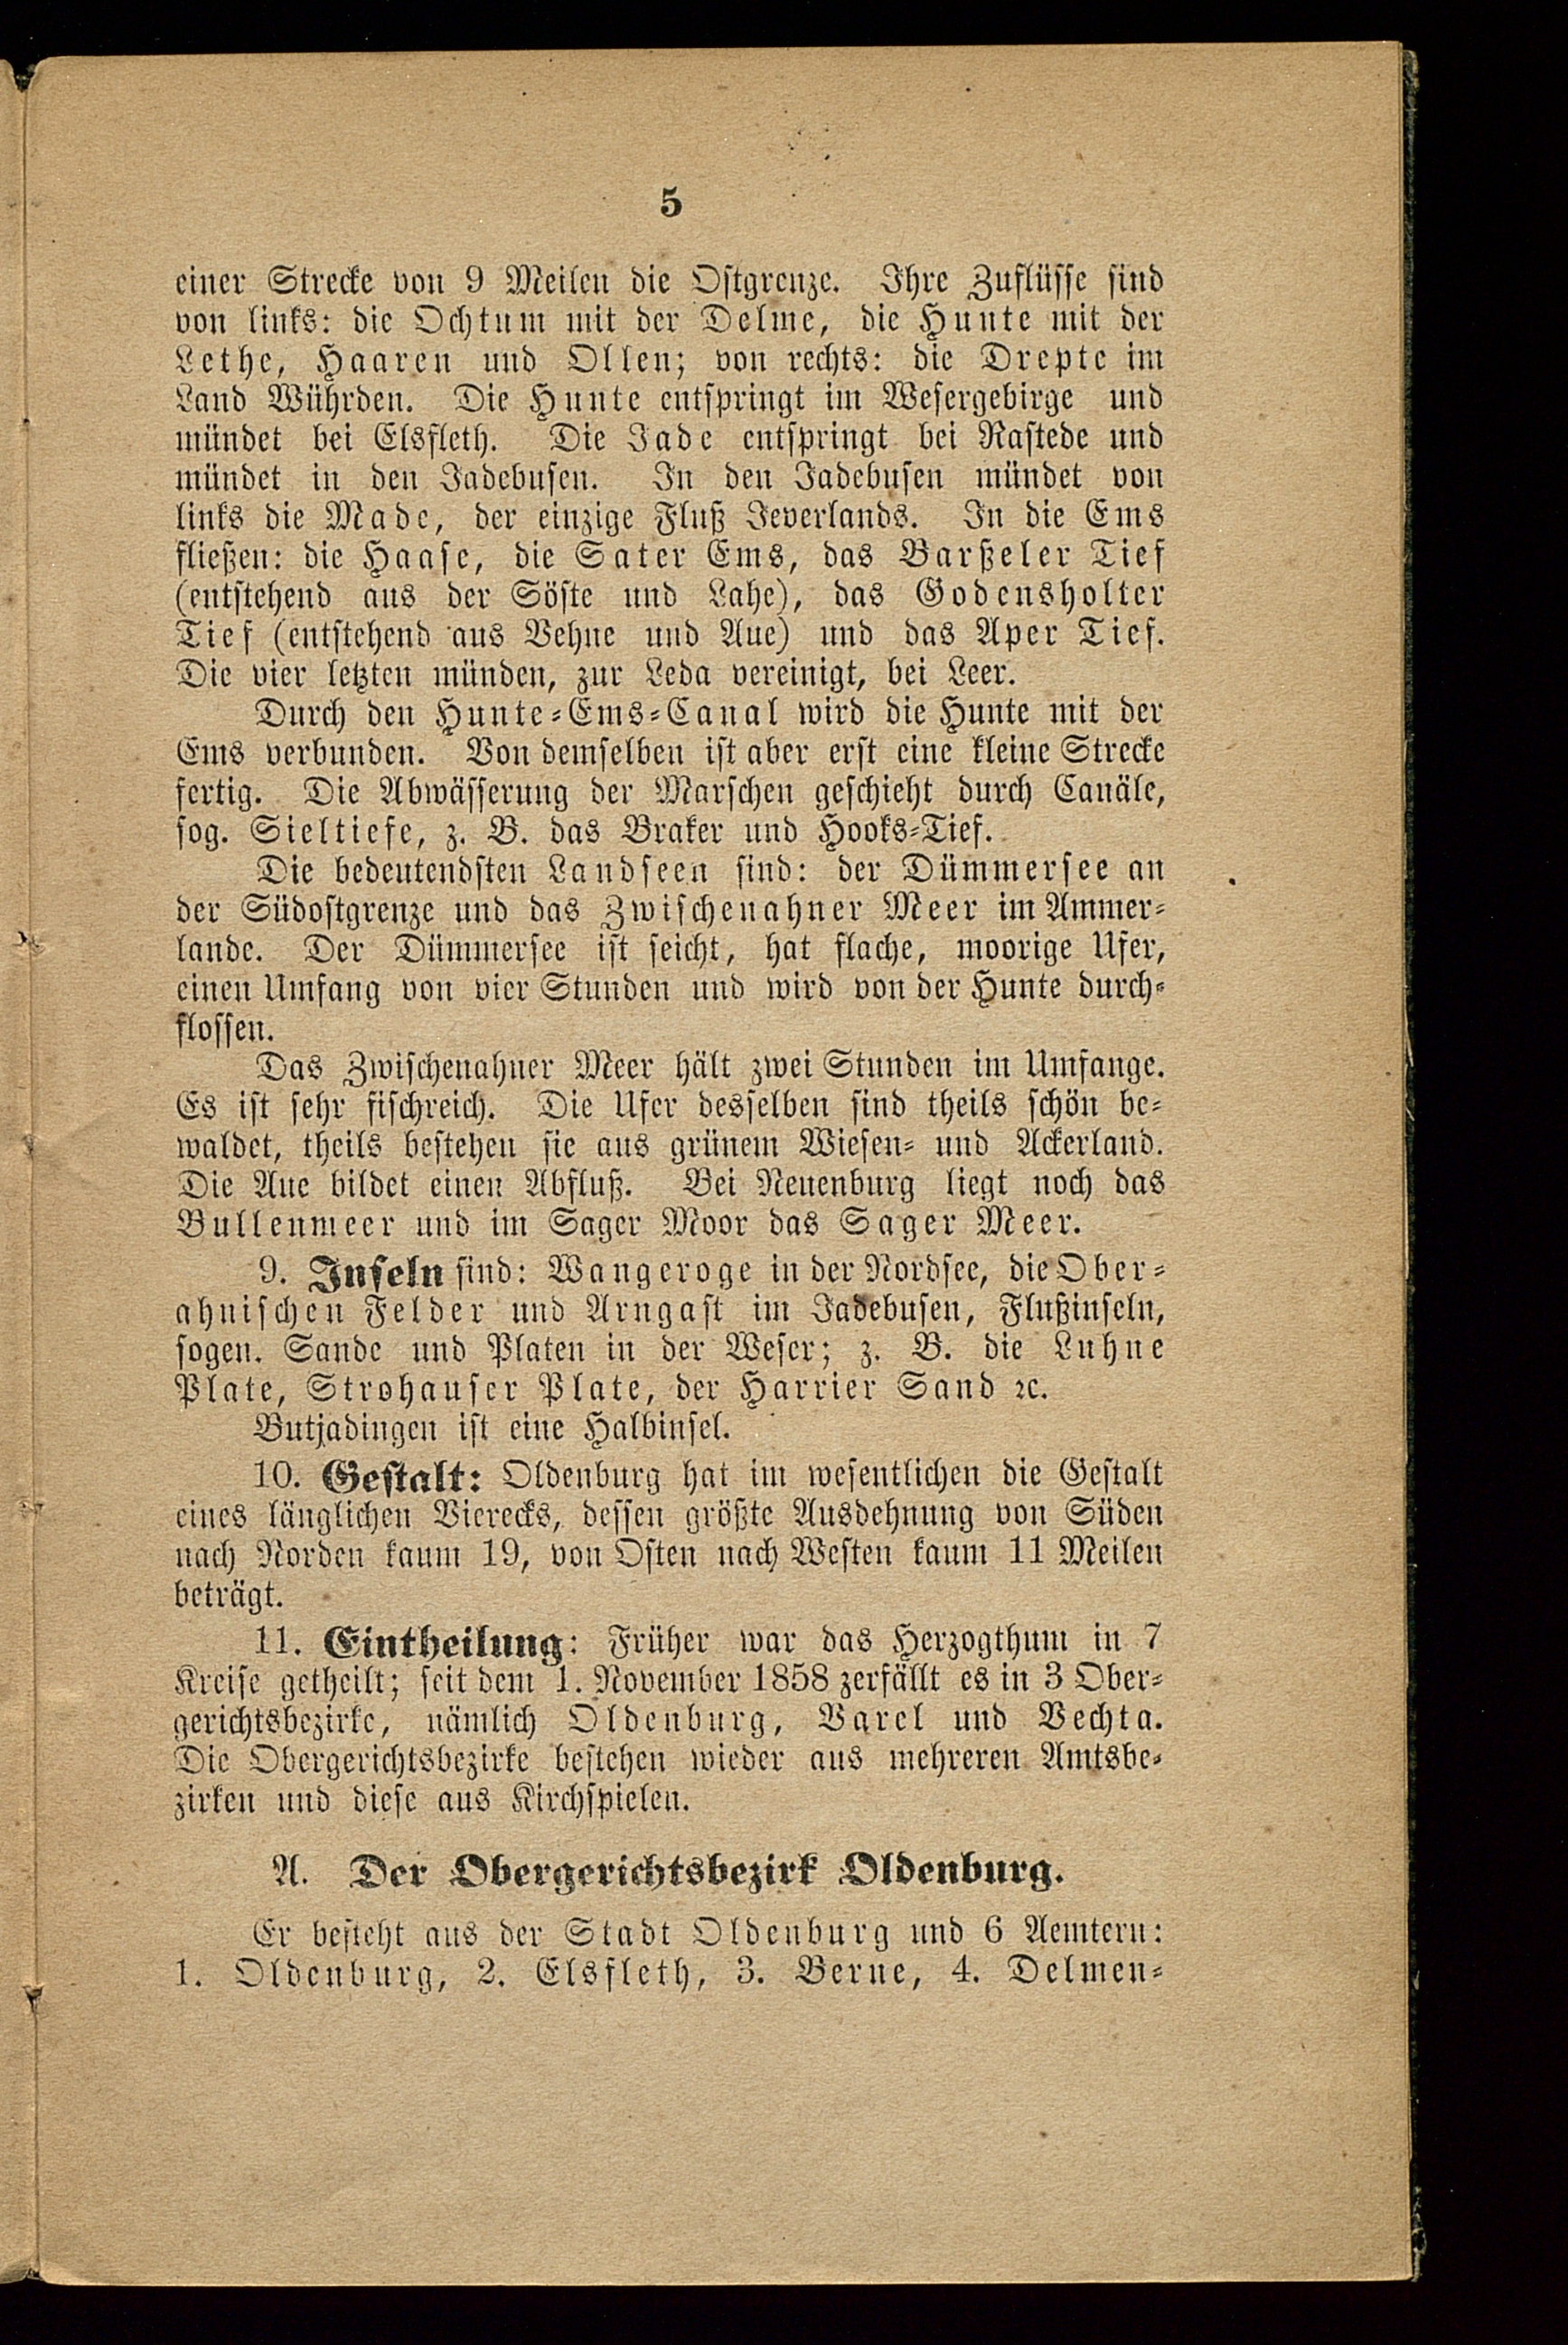 5
einer Strecke von 9 Meilen die Ostgrenze. Ihre Zuflüsse sind
von links: die Ochtum mit der Delme, die Hunte mit der
Lethe, Haaren und Ollen; von rechts: die Drepte im
Land Wührden. Die Hunte entspringt im Wesergebirge und
mündet bei Elsfleth. Die Jade entspringt bei Rastede und
mündet in den Jadebusen. In den Jadebusen mündet von
links die Made, der einzige Fluß Jeverlands. In die Ems
fließen: die Haase, die Sater Ems, das Barßeler Tief
(entstehend aus der Söste und Lahe), das Godensholter
Tief (entstehend aus Vehne und Aue) und das Aper Tief.
Die vier letzten münden, zur Leda vereinigt, bei Leer.
Durch den Hunte-Ems-Canal wird die Hunte mit der
Ems verbunden. Von demselben ist aber erst eine kleine Strecke
fertig. Die Abwässerung der Marschen geschieht durch Canäle,
sog. Sieltiefe, z. B. das Braker und Hooks-Tief.
Die bedeutendsten Landseen sind: der Dümmersee an
der Südostgrenze und das Zwischenahner Meer im Ammer-
lande. Der Dümmersee ist seicht, hat flache, moorige Ufer,
einen Umfang von vier Stunden und wird von der Hunte durch-
flossen.
Das Zwischenahner Meer hält zwei Stunden im Umfange.
Es ist sehr fischreich. Die Ufer desselben sind theils schön be-
waldet, theils bestehen sie aus grünem Wiesen- und Ackerland.
Die Aue bildet einen Abfluß. Bei Neuenburg liegt noch das
Bullenmeer und im Sager Moor das Sager Meer.
9. Inseln sind: Wangeroge in der Nordsee, die Ober-
ahnischen Felder und Arngast im Jadebusen, Flußinseln,
sogen. Sande und Platen in der Weser; z. B. die Luhne
Plate, Strohauser Plate, der Harrier Sand ꝛc.
Butjadingen ist eine Halbinsel.
10. Gestalt: Oldenburg hat im wesentlichen die Gestalt
eines länglichen Vierecks, dessen größte Ausdehnung von Süden
nach Norden kaum 19, von Osten nach Westen kaum 11 Meilen
beträgt.
11. Eintheilung: Früher war das Herzogthum in 7
Kreise getheilt; seit dem 1. November 1858 zerfällt es in 3 Ober-
gerichtsbezirke, nämlich Oldenburg, Varel und Vechta.
Die Obergerichtsbezirke bestehen wieder aus mehreren Amtsbe-
zirken und diese aus Kirchspielen.
A. Der Obergerichtsbezirk Oldenburg.
Er besteht aus der Stadt Oldenburg und 6 Aemtern:
1. Oldenburg, 2. Elsfleth, 3. Berne, 4. Delmen-